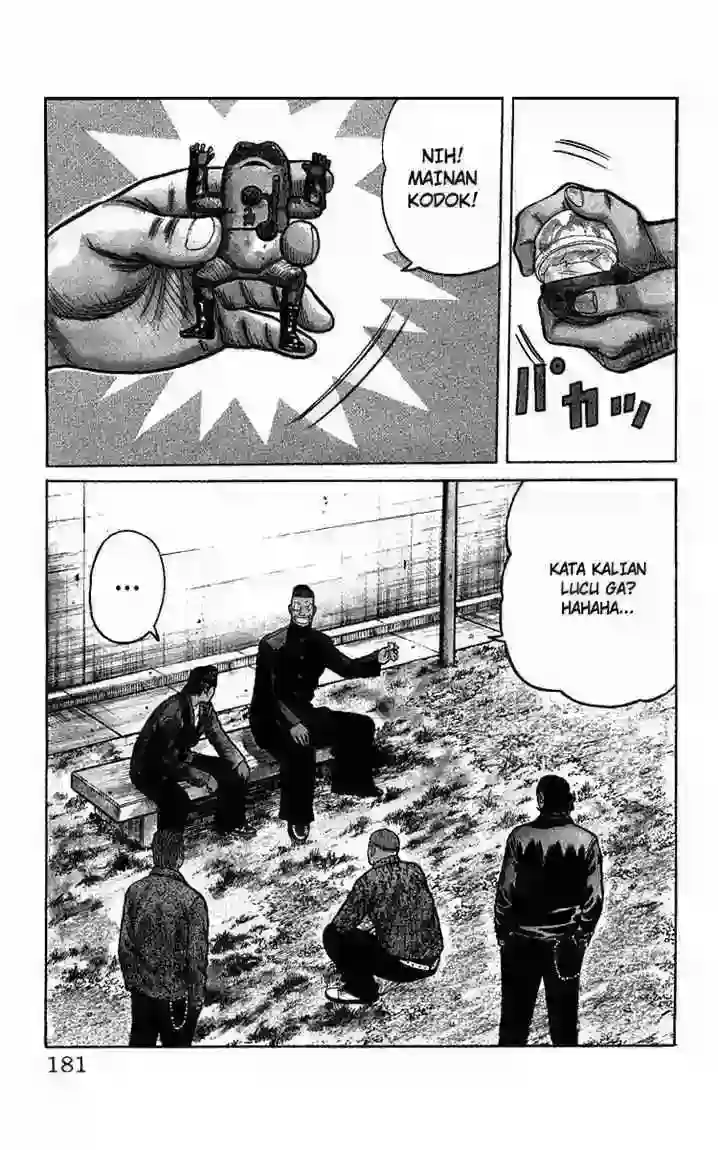 パカッ
NIH!
MAINAN
KODOK!
KATA KALIAN
LUCU GA?
HAHAHA...
...
181